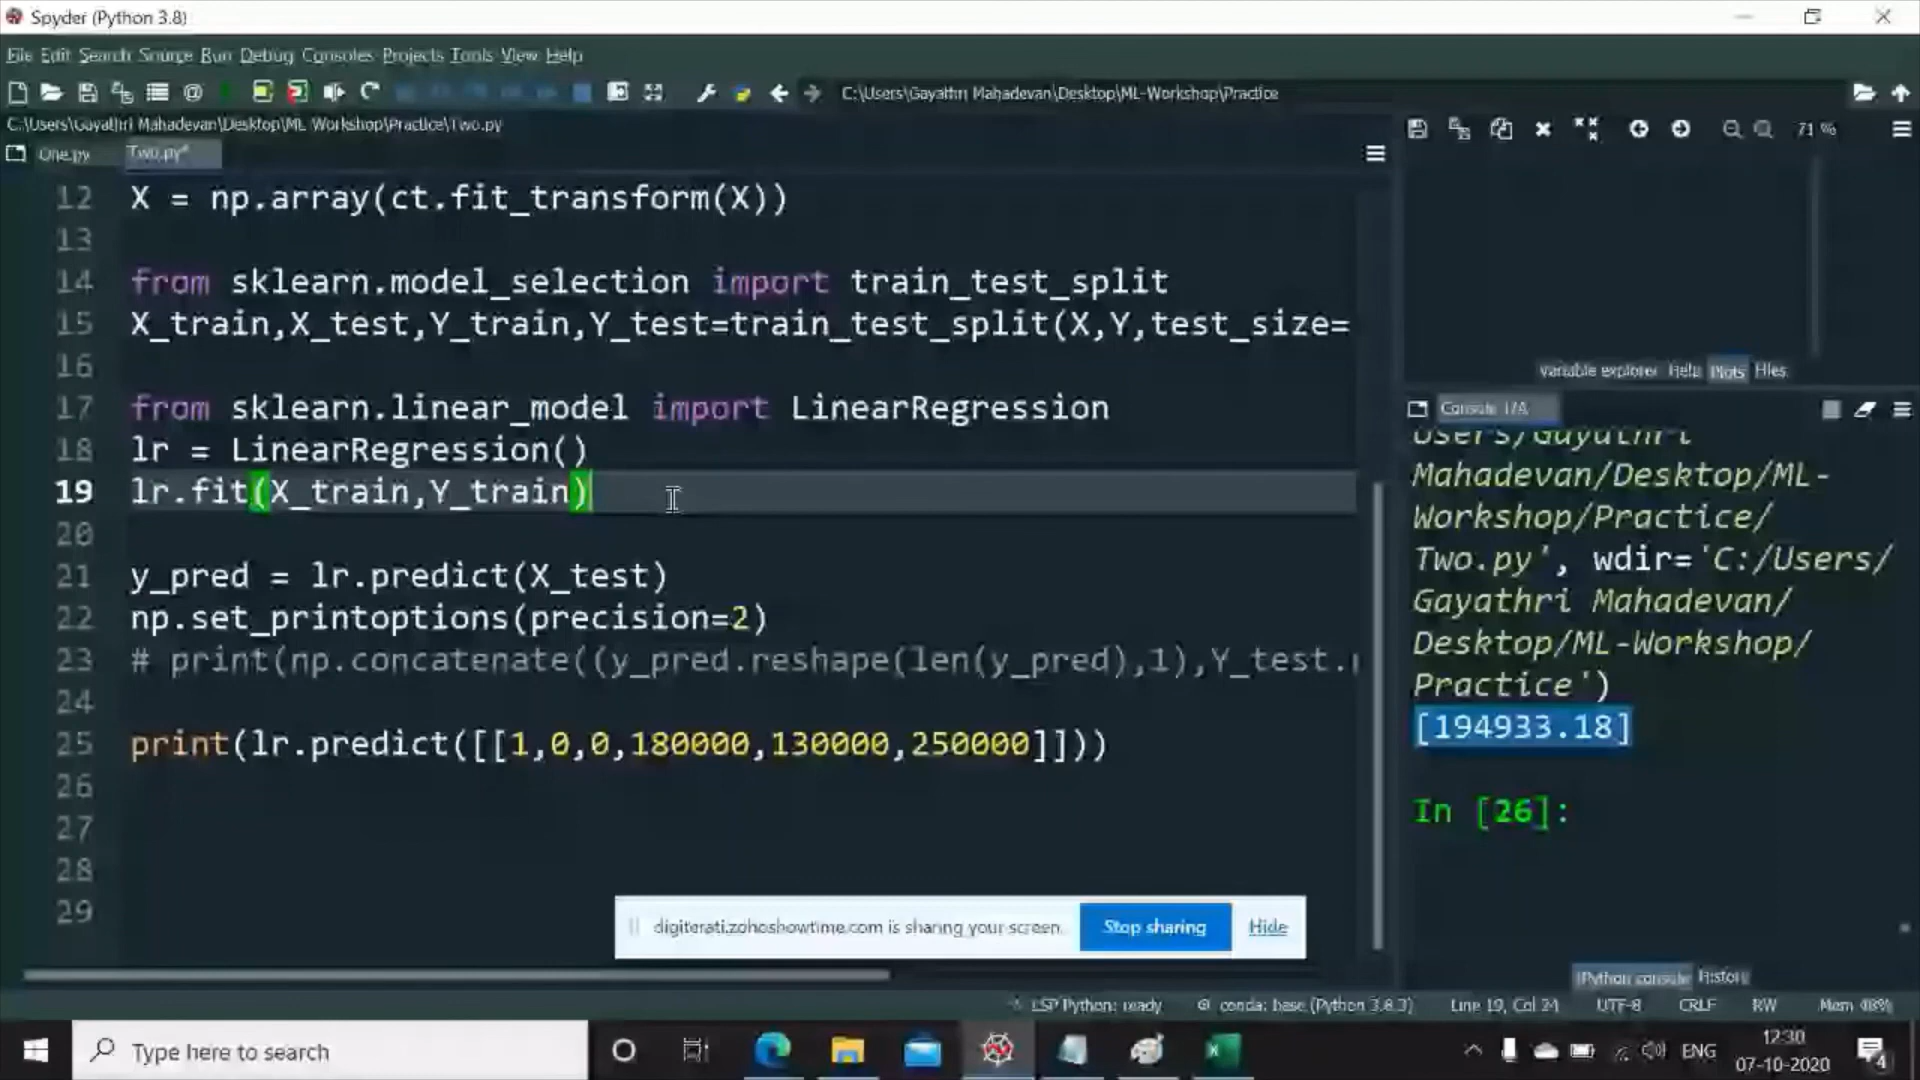 Spyder (Python 3.8)
File Edit Search Source Run Debug Consoles Projects Tools View Help
C:\Users\Gayathri Mahadevan\Desktop\ML-Workshop\Practice
C:\Users\Gayathri Mahadevan\Desktop\ML Workshop\Practice\Two.py
One.py
Two.py*
71 %
12 X = np.array(ct.fit_transform(X))
13
14 from sklearn.model_selection import train_test_split
15 X_train,X_test,Y_train,Y_test=train_test_split(X,Y,test_size=
16
17 from sklearn.linear_model import LinearRegression
18 lr = LinearRegression()
19 lr.fit(X_train,Y_train)
20
21 y_pred = lr.predict(X_test)
22 np.set_printoptions(precision=2)
23 # print(np.concatenate((y_pred.reshape(len(y_pred),1),Y_test.
24
25 print(lr.predict([[1,0,0,180000,130000,250000]]))
26
27
28
29
Variable explorer Help Plots Files
Console 1/A
Users/Gayathri
Mahadevan/Desktop/ML-
Workshop/Practice/
Two.py', wdir='C:/Users/
Gayathri Mahadevan/
Desktop/ML-Workshop/
Practice')
[194933.18]
In [26]:
digiterati.zohoshowtime.com is sharing your screen.
Stop sharing
Hide
IPython console History
LSP Python: ready
conda: base (Python 3.8.3)
Line 19, Col 24
UTF-8
CRLF
RW
Mem 48%
Type here to search
ENG
12:30
07-10-2020
4